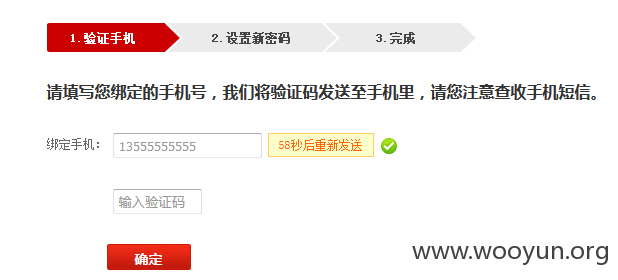 1. 验证手机 2. 设置新密码 3. 完成
请填写您绑定的手机号，我们将验证码发送至手机里，请您注意查收手机短信。
绑定手机： 13555555555 58秒后重新发送
输入验证码
确定
www.wooyun.org